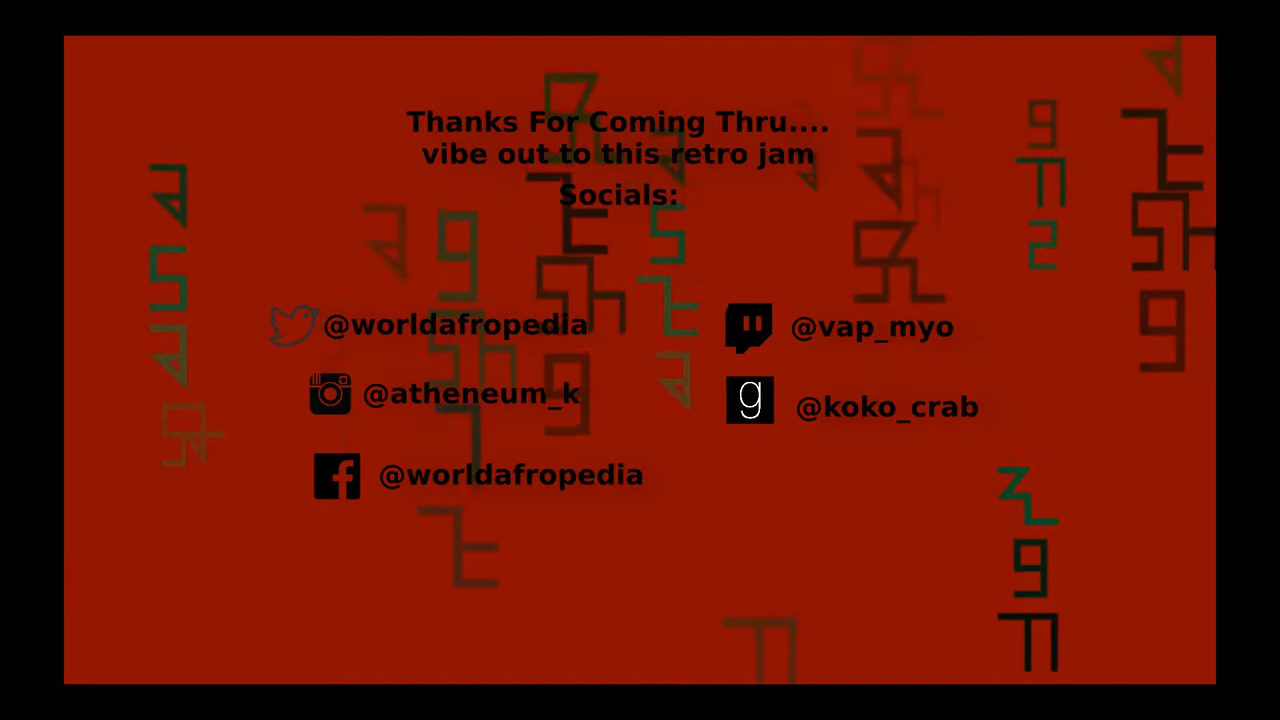 Thanks For Coming Thru....
vibe out to this retro jam
Socials:
@worldafropedia
@vap_myo
@atheneum_k
g
@koko_crab
@worldafropedia